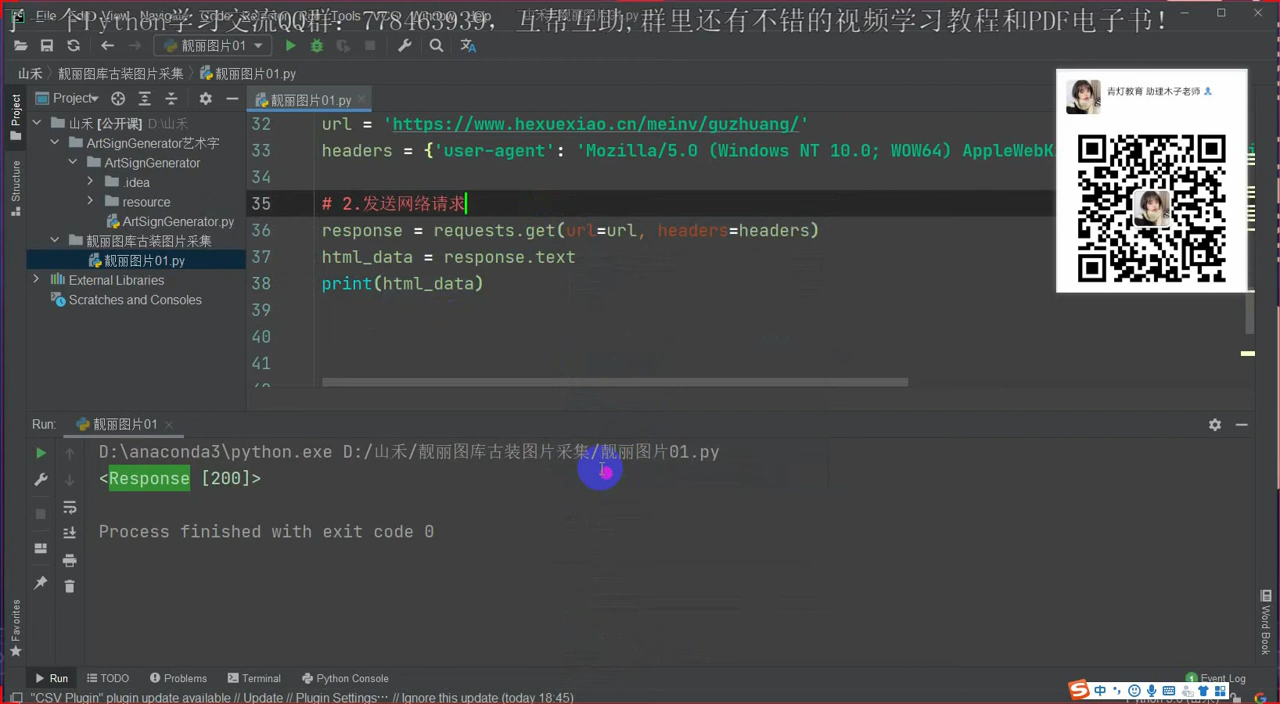 个Python学习交流QQ群：778463939，互帮互助,群里还有不错的视频学习教程和PDF电子书!
靓丽图片01
山禾 靓丽图库古装图片采集 靓丽图片01.py
Project
靓丽图片01.py
青灯教育 助理木子老师
Project
山禾 [公开课] D:\山禾
ArtSignGenerator艺术字
ArtSignGenerator
.idea
resource
ArtSignGenerator.py
靓丽图库古装图片采集
靓丽图片01.py
External Libraries
Scratches and Consoles
Structure
32 url = 'https://www.hexuexiao.cn/meinv/guzhuang/'
33 headers = {'user-agent': 'Mozilla/5.0 (Windows NT 10.0; WOW64) AppleWebK
34
35 # 2.发送网络请求
36 response = requests.get(url=url, headers=headers)
37 html_data = response.text
38 print(html_data)
39
40
41
Run: 靓丽图片01
D:\anaconda3\python.exe D:/山禾/靓丽图库古装图片采集/靓丽图片01.py
<Response [200]>
Process finished with exit code 0
Favorites
Word Book
Run TODO Problems Terminal Python Console
Event Log
"CSV Plugin" plugin update available // Update // Plugin Settings… // Ignore this update (today 18:45)
中